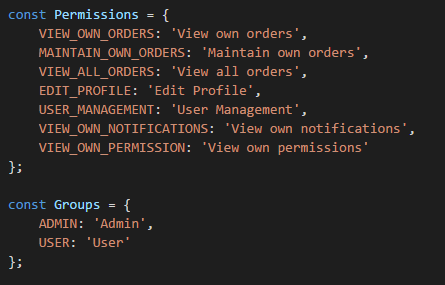 const Permissions = {
    VIEW_OWN_ORDERS: 'View own orders',
    MAINTAIN_OWN_ORDERS: 'Maintain own orders',
    VIEW_ALL_ORDERS: 'View all orders',
    EDIT_PROFILE: 'Edit Profile',
    USER_MANAGEMENT: 'User Management',
    VIEW_OWN_NOTIFICATIONS: 'View own notifications',
    VIEW_OWN_PERMISSION: 'View own permissions'
};

const Groups = {
    ADMIN: 'Admin',
    USER: 'User'
};